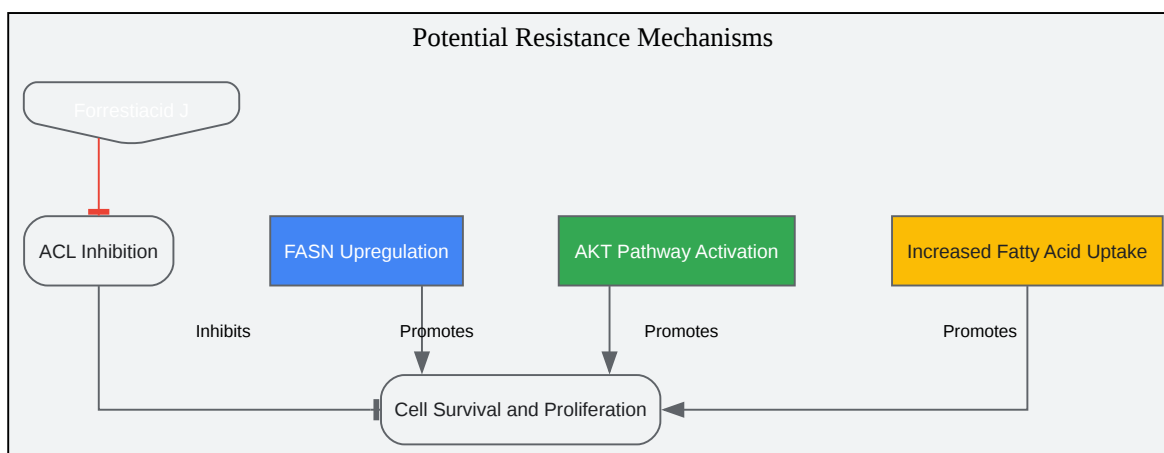 Potential Resistance Mechanisms
Forrestiacid J
ACL Inhibition
FASN Upregulation
AKT Pathway Activation
Increased Fatty Acid Uptake
Inhibits
Promotes
Promotes
Promotes
Cell Survival and Proliferation